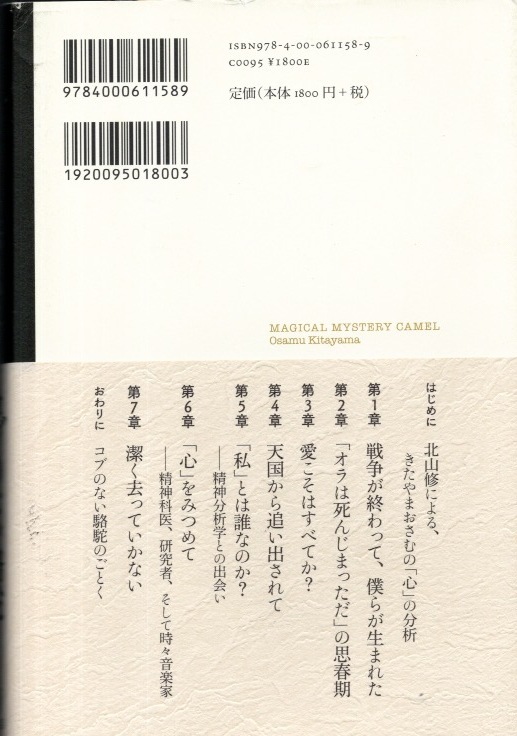 ISBN978-4-00-061158-9
C0095 ¥1800E
定価(本体 1800 円+税)
9784000611589
1920095018003
MAGICAL MYSTERY CAMEL
Osamu Kitayama
はじめに 北山修による、
きたやまおさむの「心」の分析
第1章 戦争が終わって、僕らが生まれた
第2章 「オラは死んじまっただ」の思春期
第3章 愛こそはすべてか?
第4章 天国から追い出されて
第5章 「私」とは誰なのか?
——精神分析学との出会い
第6章 「心」をみつめて
——精神科医、研究者、そして時々音楽家
第7章 潔く去っていかない
おわりに コブのない駱駝のごとく